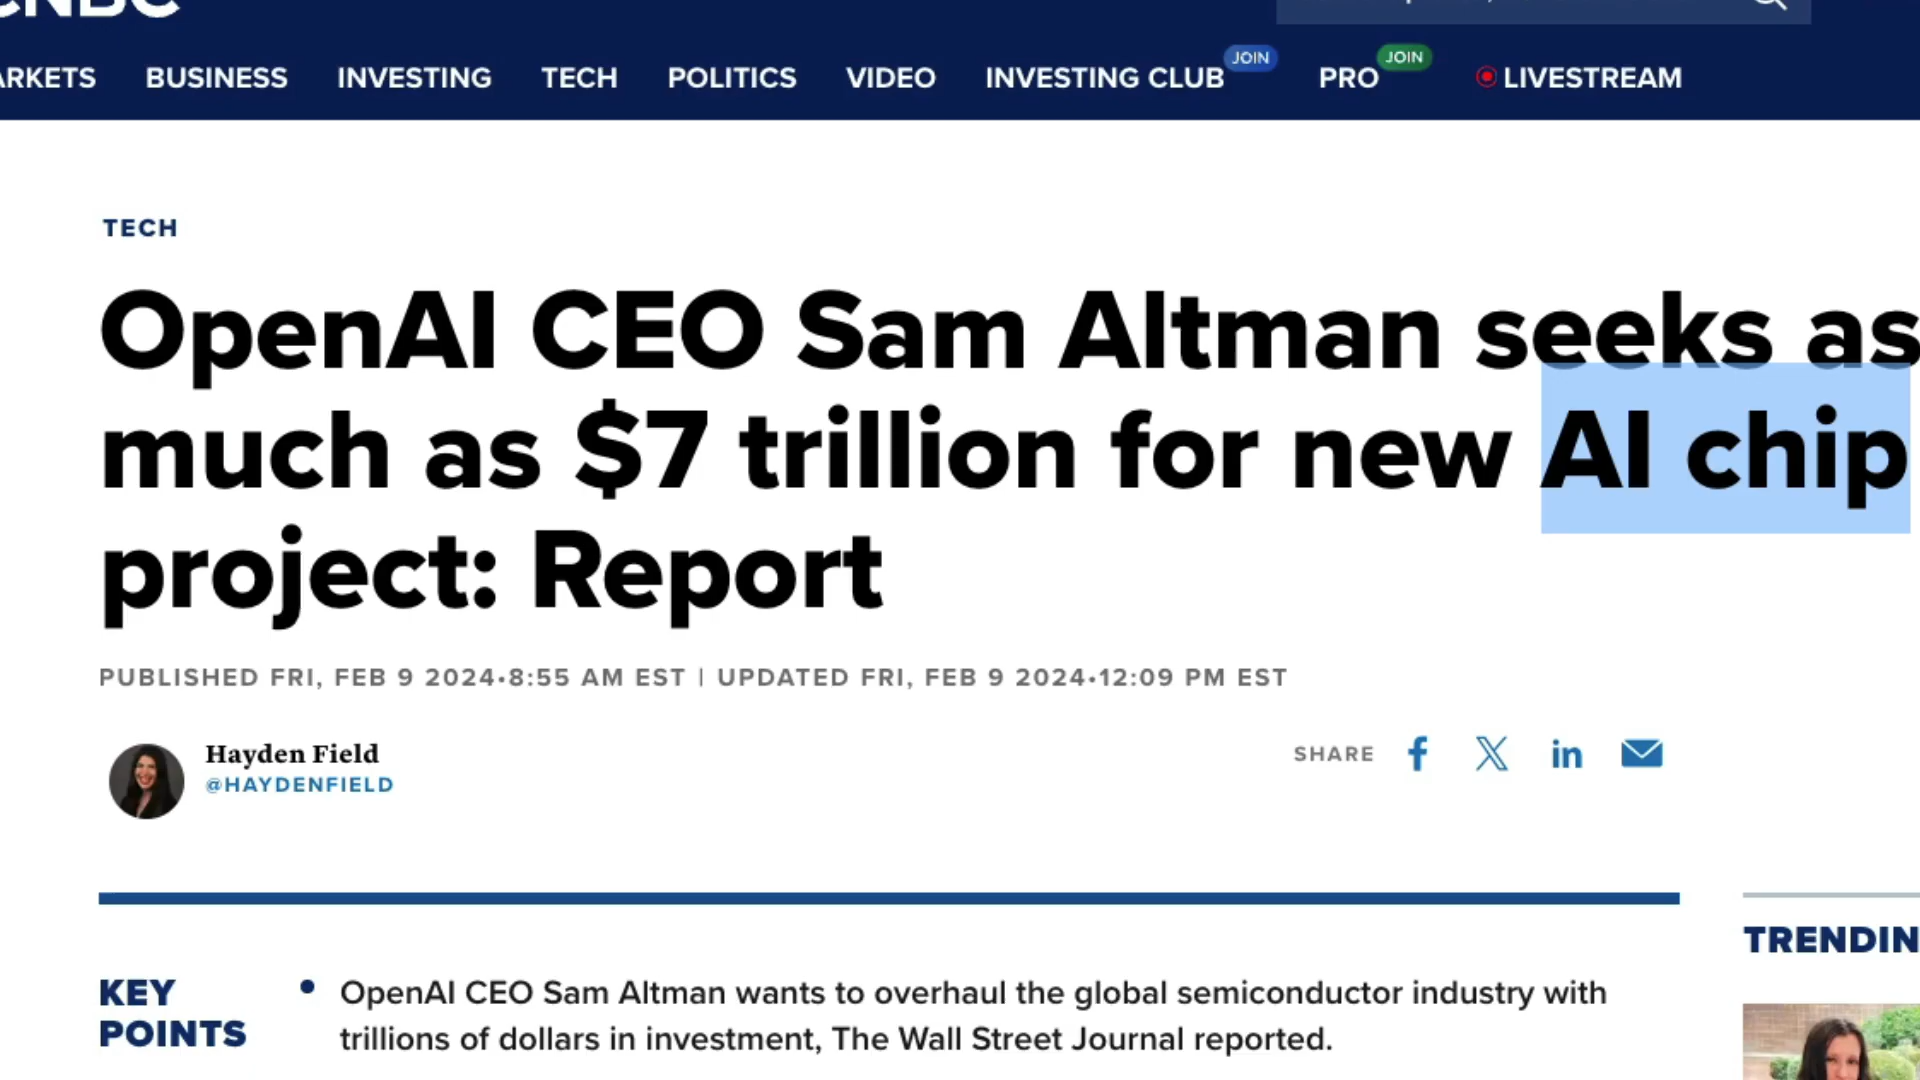 CNBC
ARKETS BUSINESS INVESTING TECH POLITICS VIDEO INVESTING CLUB JOIN PRO JOIN LIVESTREAM
TECH
OpenAI CEO Sam Altman seeks as
much as $7 trillion for new AI chip
project: Report
PUBLISHED FRI, FEB 9 2024•8:55 AM EST | UPDATED FRI, FEB 9 2024•12:09 PM EST
Hayden Field
@HAYDENFIELD
SHARE
TRENDIN
KEY
POINTS
• OpenAI CEO Sam Altman wants to overhaul the global semiconductor industry with
trillions of dollars in investment, The Wall Street Journal reported.